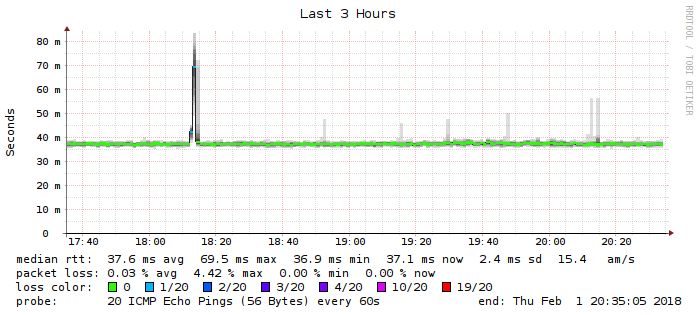 Last 3 Hours
RRDTOOL / TOBI OETIKER
Seconds
80 m
70 m
60 m
50 m
40 m
30 m
20 m
10 m
0
17:40 18:00 18:20 18:40 19:00 19:20 19:40 20:00 20:20
median rtt: 37.6 ms avg 69.5 ms max 36.9 ms min 37.1 ms now 2.4 ms sd 15.4 am/s
packet loss: 0.03 % avg 4.42 % max 0.00 % min 0.00 % now
loss color: 0 1/20 2/20 3/20 4/20 10/20 19/20
probe: 20 ICMP Echo Pings (56 Bytes) every 60s end: Thu Feb 1 20:35:05 2018